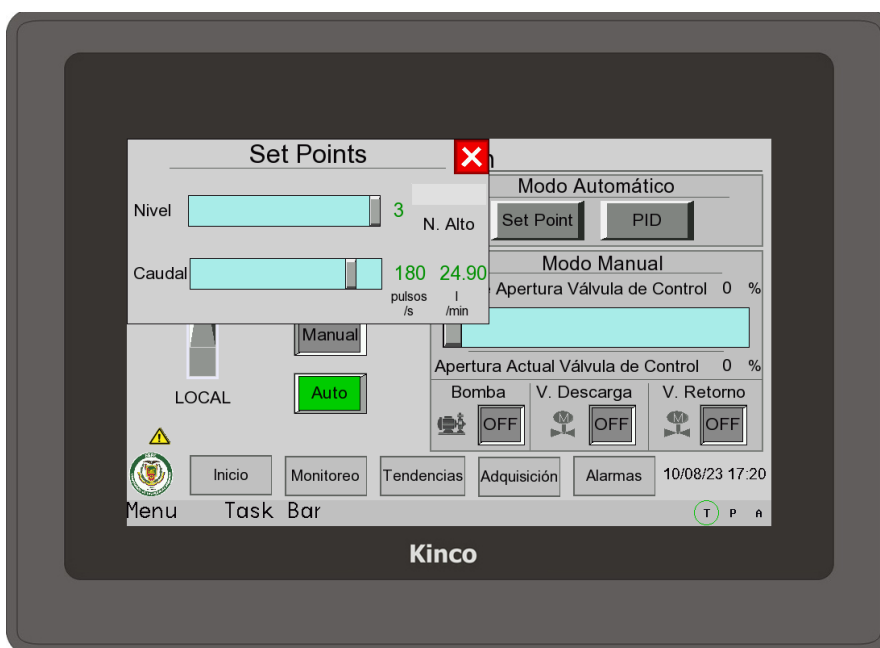 Set Points
Nivel 3 N. Alto
Caudal 180 24.90
pulsos /s l /min
Modo Automático
Set Point PID
Modo Manual
Apertura Válvula de Control 0 %
Manual
Apertura Actual Válvula de Control 0 %
LOCAL
Auto
Bomba V. Descarga V. Retorno
OFF OFF OFF
Inicio Monitoreo Tendencias Adquisición Alarmas 10/08/23 17:20
Menu Task Bar T P A
Kinco